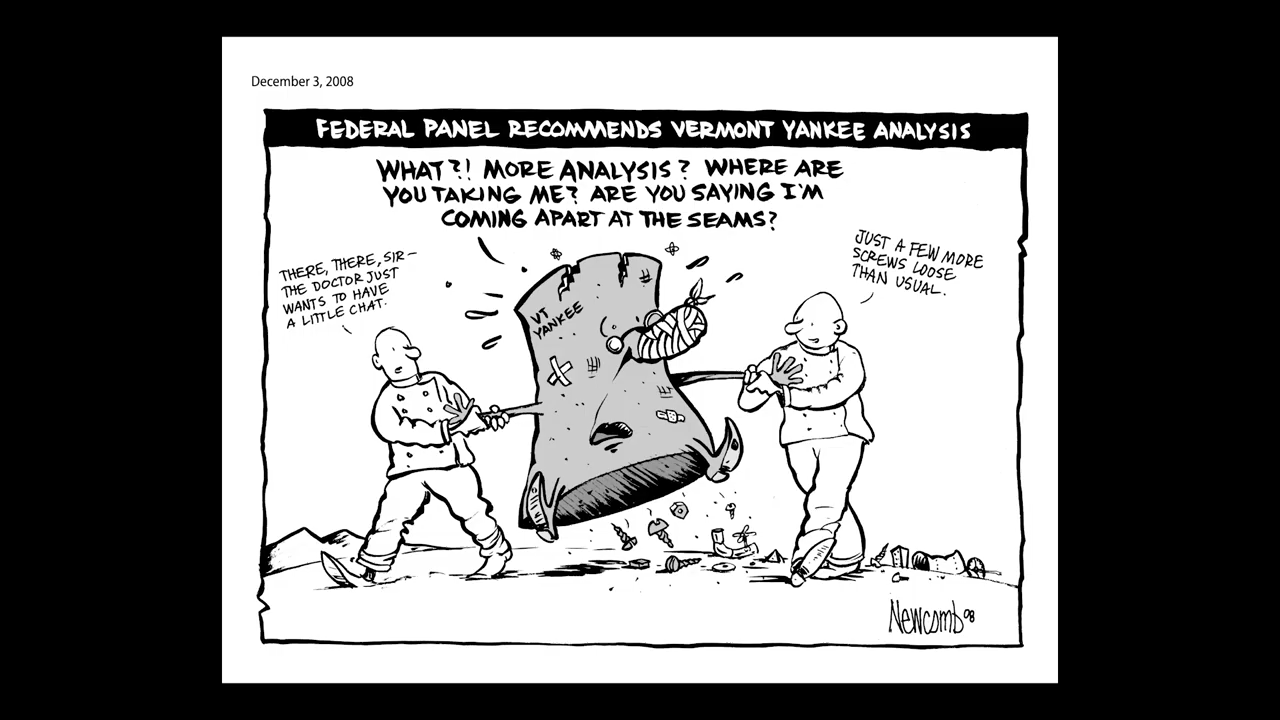 December 3, 2008
FEDERAL PANEL RECOMMENDS VERMONT YANKEE ANALYSIS
WHAT?! MORE ANALYSIS? WHERE ARE
YOU TAKING ME? ARE YOU SAYING I'M
COMING APART AT THE SEAMS?
THERE, THERE, SIR—
THE DOCTOR JUST
WANTS TO HAVE
A LITTLE CHAT.
JUST A FEW MORE
SCREWS LOOSE
THAN USUAL.
VT
YANKEE
Newcomb 08